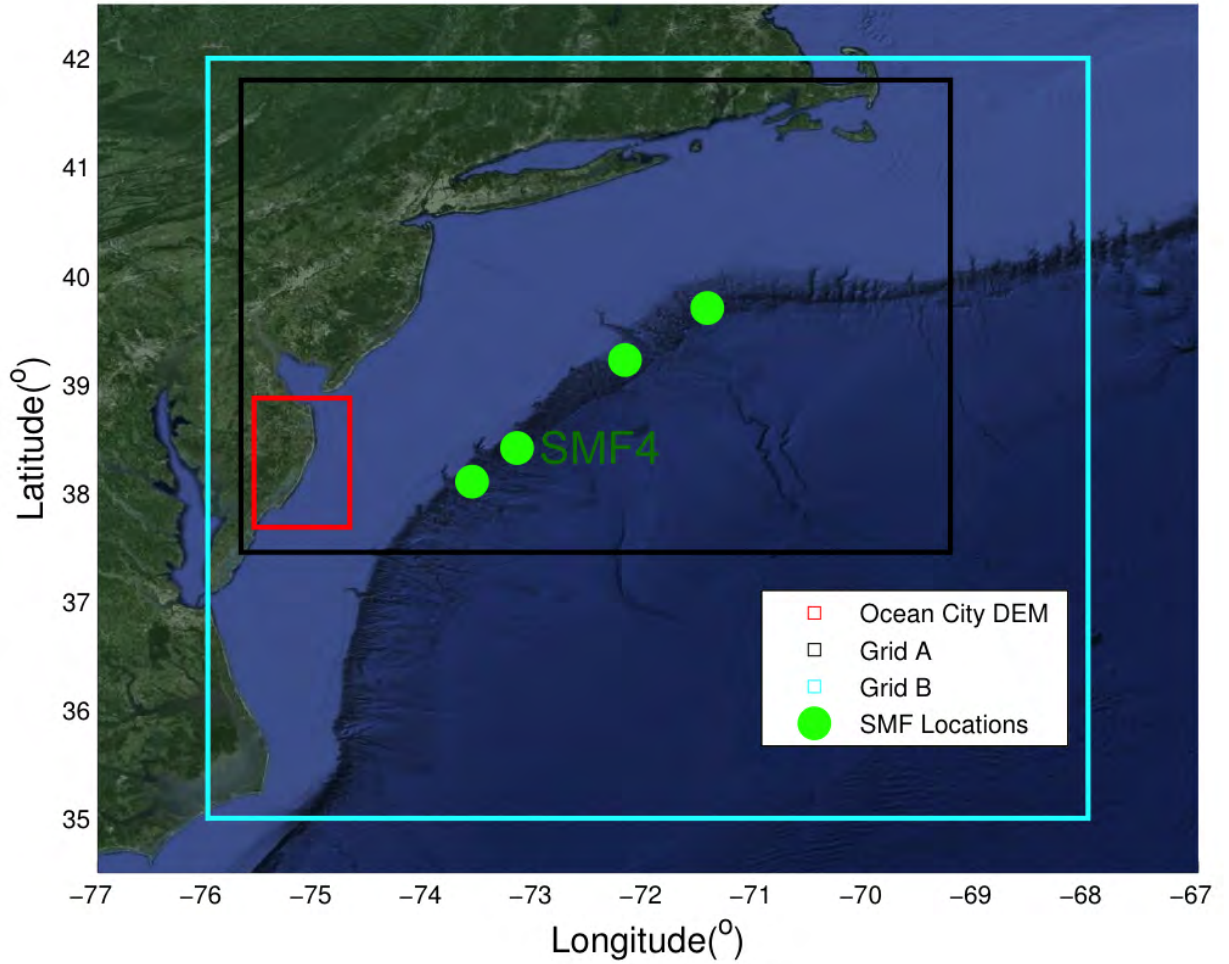 42
41
40
39
38
37
36
35
Latitude(o)
SMF4
Ocean City DEM
Grid A
Grid B
SMF Locations
−77 −76 −75 −74 −73 −72 −71 −70 −69 −68 −67
Longitude(o)